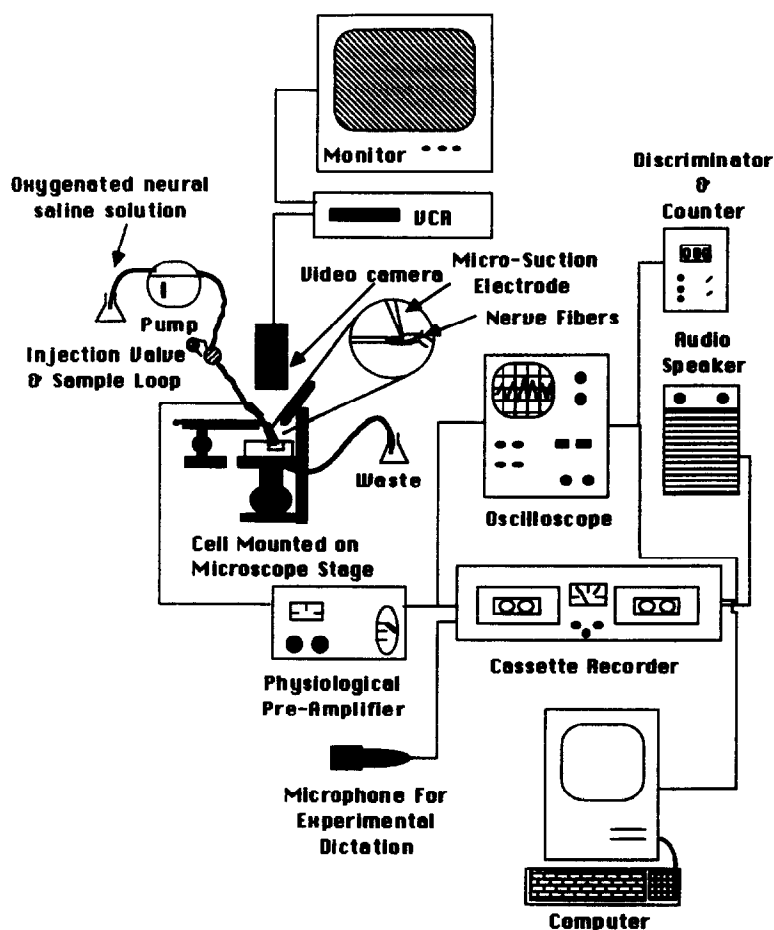 Monitor
Oxygenated neural
saline solution
VCR
Discriminator
&
Counter
000
Video camera
Micro-Suction
Electrode
Nerve Fibers
Pump
Injection Valve
& Sample Loop
Audio
Speaker
Waste
Oscilloscope
Cell Mounted on
Microscope Stage
Cassette Recorder
Physiological
Pre-Amplifier
Microphone For
Experimental
Dictation
Computer